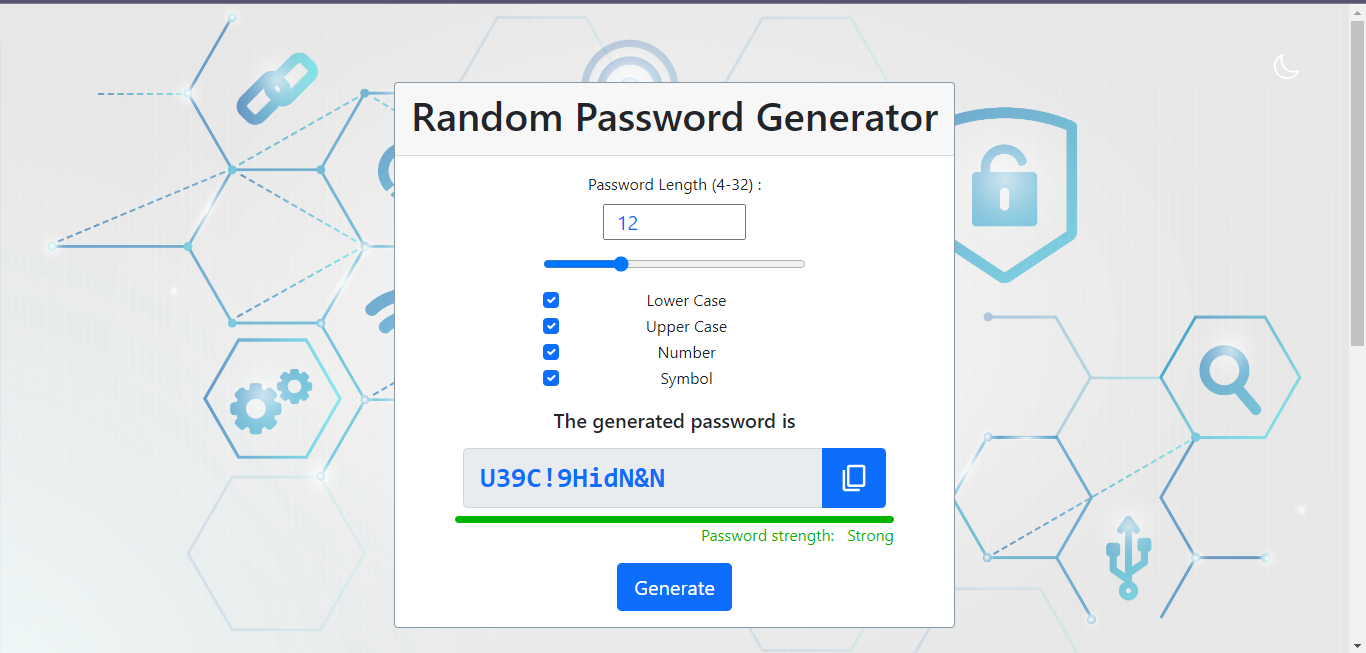 Random Password Generator
Password Length (4-32) :
12
Lower Case
Upper Case
Number
Symbol
The generated password is
U39C!9HidN&N
Password strength: Strong
Generate